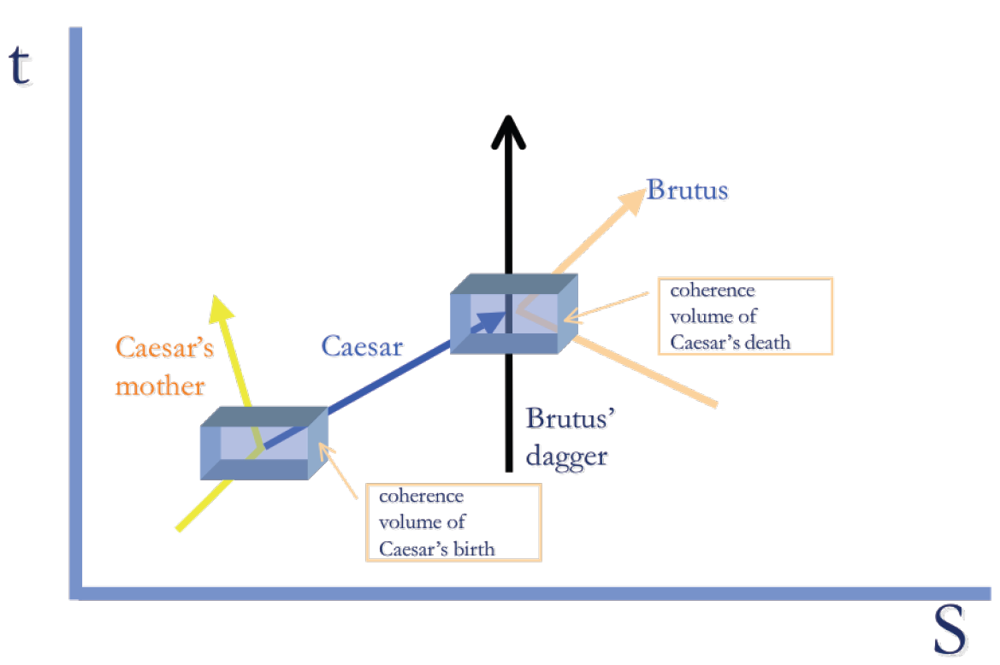 t
Brutus
coherence
volume of
Caesar's death
Caesar's
mother
Caesar
Brutus'
dagger
coherence
volume of
Caesar's birth
S